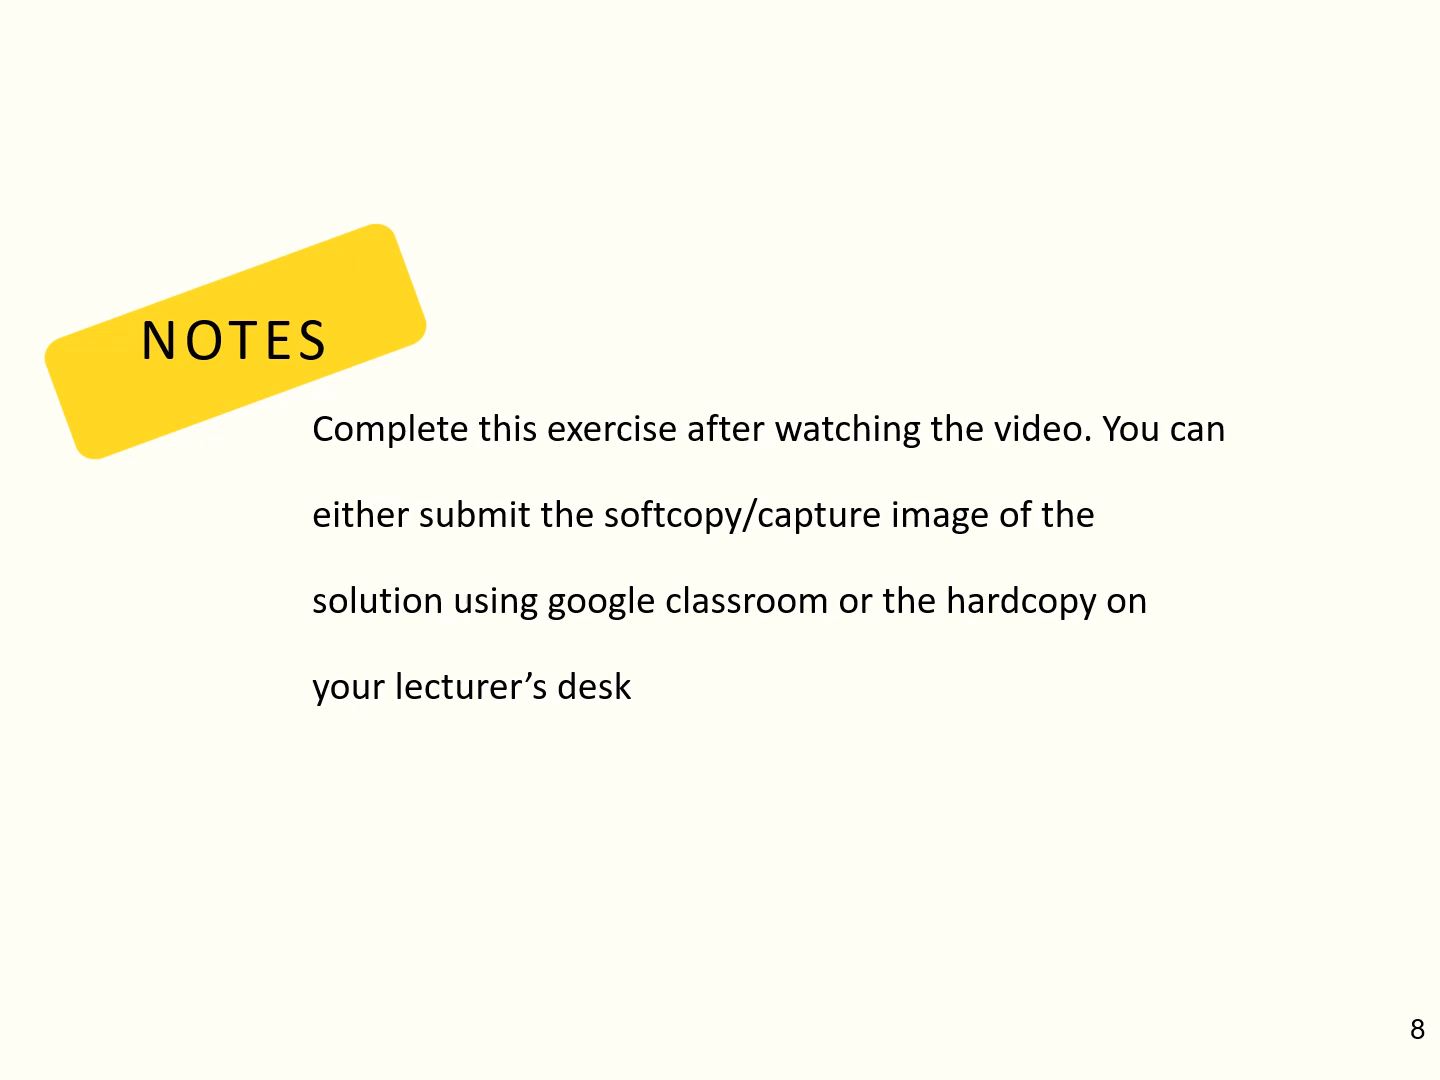 NOTES
Complete this exercise after watching the video. You can
either submit the softcopy/capture image of the
solution using google classroom or the hardcopy on
your lecturer’s desk
8